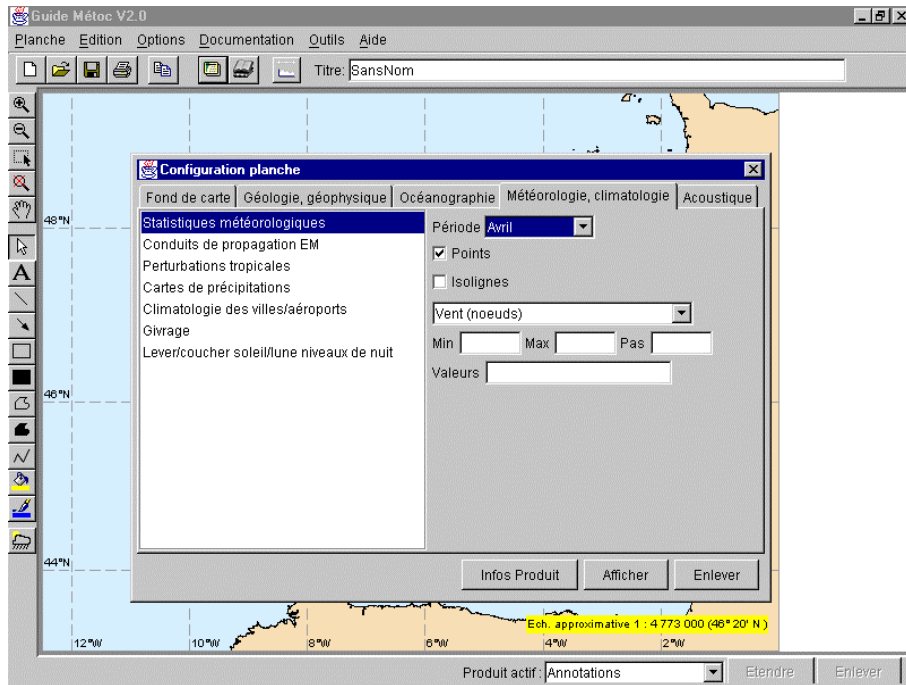 Guide Métoc V2.0
Planche Edition Options Documentation Outils Aide
Titre: SansNom
Configuration planche
Fond de carte Géologie, géophysique Océanographie Météorologie, climatologie Acoustique
Statistiques météorologiques
Conduits de propagation EM
Perturbations tropicales
Cartes de précipitations
Climatologie des villes/aéroports
Givrage
Lever/coucher soleil/lune niveaux de nuit
Période Avril
Points
Isolignes
Vent (noeuds)
Min Max Pas
Valeurs
Infos Produit Afficher Enlever
A
48°N
46°N
44°N
Ech. approximative 1 : 4 773 000 (46° 20' N )
12°W 10°W 8°W 6°W 4°W 2°W
Produit actif : Annotations Etendre Enlever